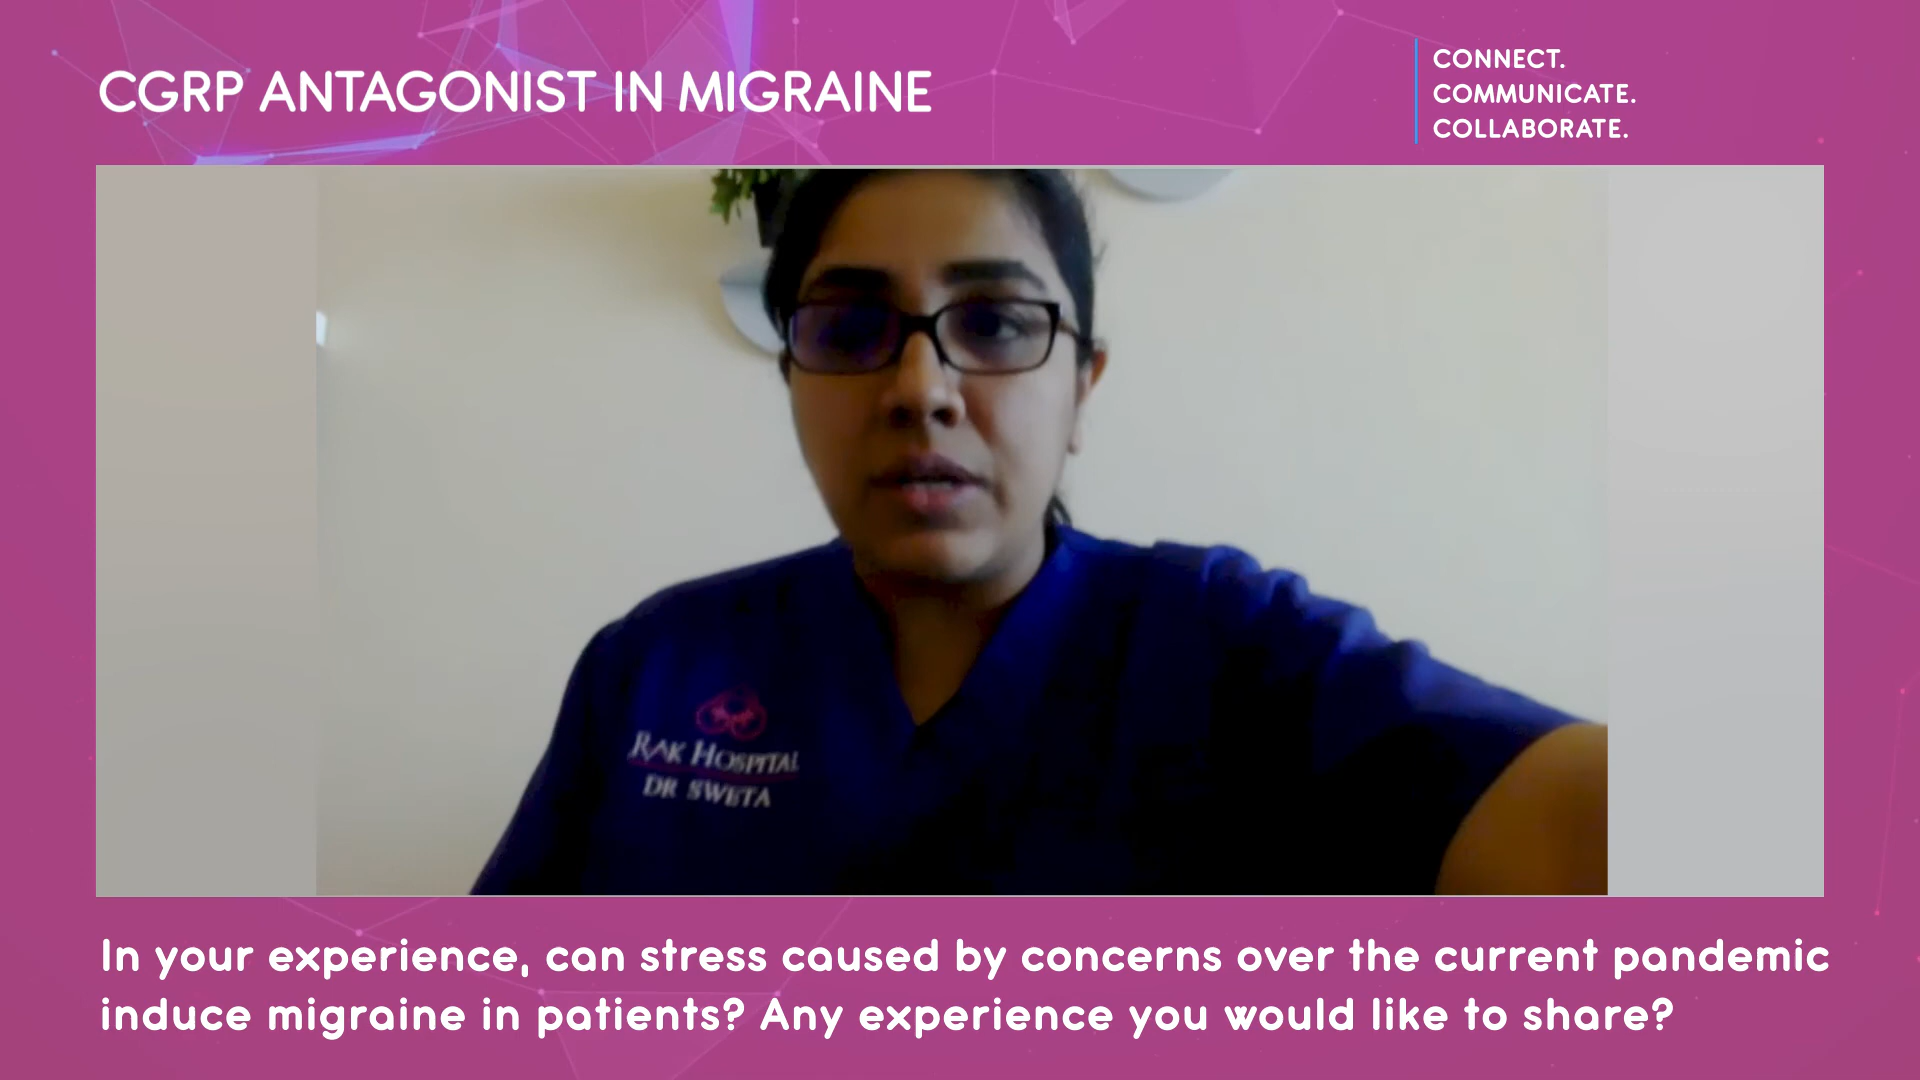 CGRP ANTAGONIST IN MIGRAINE
CONNECT.
COMMUNICATE.
COLLABORATE.
RAK HOSPITAL
DR SWETA
In your experience, can stress caused by concerns over the current pandemic
induce migraine in patients? Any experience you would like to share?